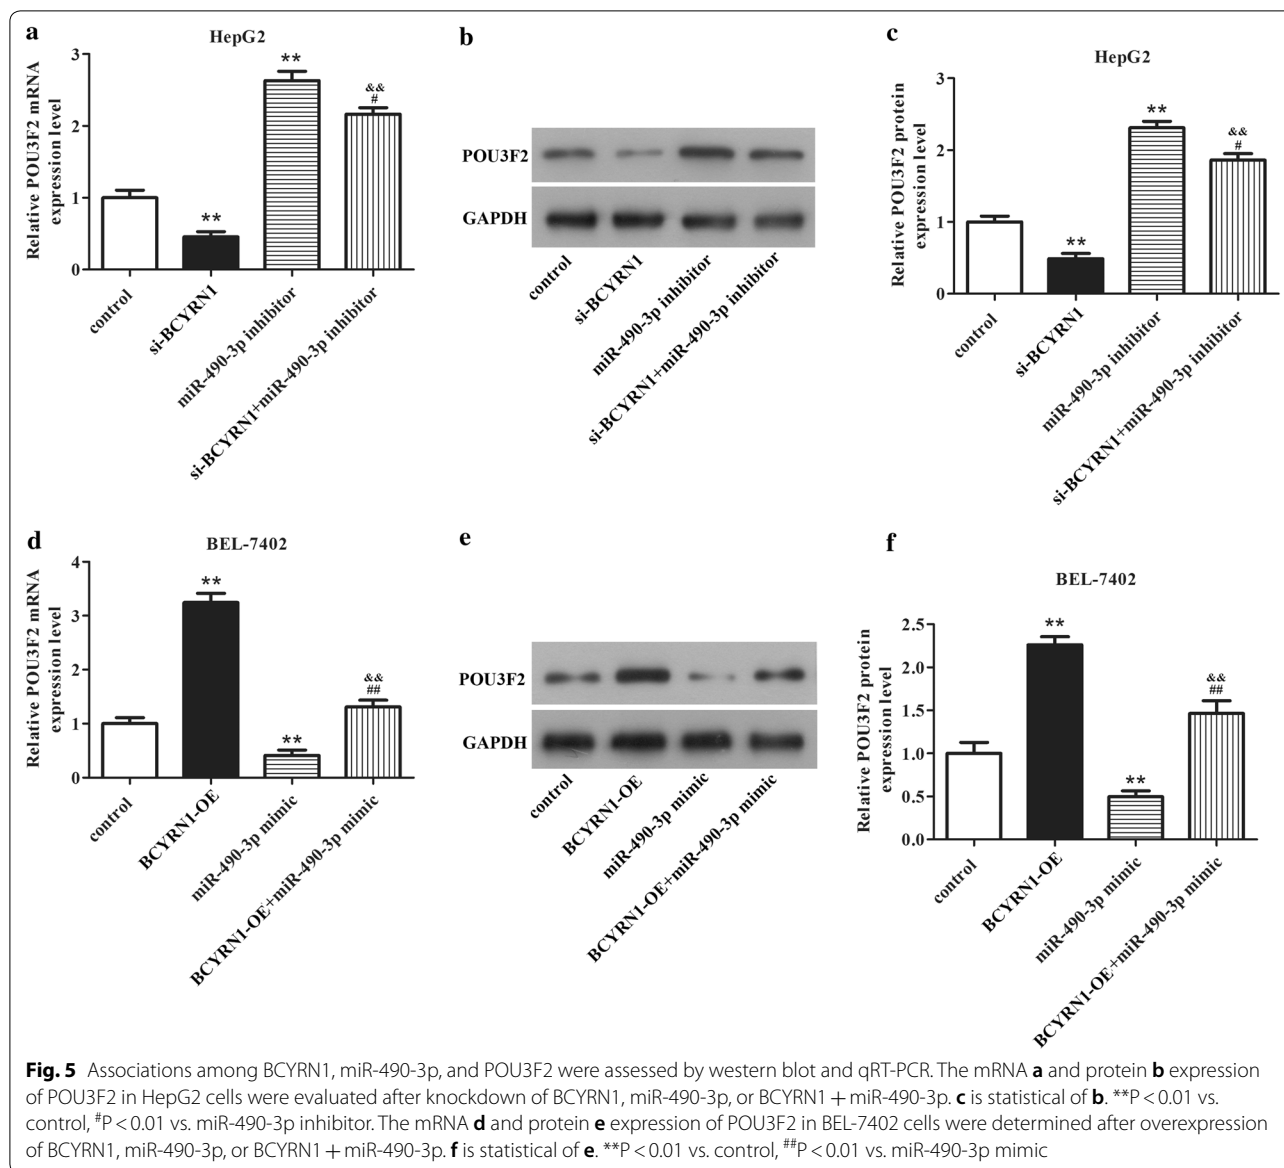 a
HepG2
Relative POU3F2 mRNA
expression level
3
2
1
0
**
**
&&
#
control
si-BCYRN1
miR-490-3p inhibitor
si-BCYRN1+miR-490-3p inhibitor
b
POU3F2
GAPDH
control
si-BCYRN1
miR-490-3p inhibitor
si-BCYRN1+miR-490-3p inhibitor
c
HepG2
Relative POU3F2 protein
expression level
3
2
1
0
**
**
&&
#
control
si-BCYRN1
miR-490-3p inhibitor
si-BCYRN1+miR-490-3p inhibitor
d
BEL-7402
Relative POU3F2 mRNA
expression level
4
3
2
1
0
**
**
&&
##
control
BCYRN1-OE
miR-490-3p mimic
BCYRN1-OE+miR-490-3p mimic
e
POU3F2
GAPDH
control
BCYRN1-OE
miR-490-3p mimic
BCYRN1-OE+miR-490-3p mimic
f
BEL-7402
Relative POU3F2 protein
expression level
2.5
2.0
1.5
1.0
0.5
0.0
**
**
&&
##
control
BCYRN1-OE
miR-490-3p mimic
BCYRN1-OE+miR-490-3p mimic
Fig. 5 Associations among BCYRN1, miR-490-3p, and POU3F2 were assessed by western blot and qRT-PCR. The mRNA a and protein b expression
of POU3F2 in HepG2 cells were evaluated after knockdown of BCYRN1, miR-490-3p, or BCYRN1 + miR-490-3p. c is statistical of b. **P < 0.01 vs.
control, #P < 0.01 vs. miR-490-3p inhibitor. The mRNA d and protein e expression of POU3F2 in BEL-7402 cells were determined after overexpression
of BCYRN1, miR-490-3p, or BCYRN1 + miR-490-3p. f is statistical of e. **P < 0.01 vs. control, ##P < 0.01 vs. miR-490-3p mimic